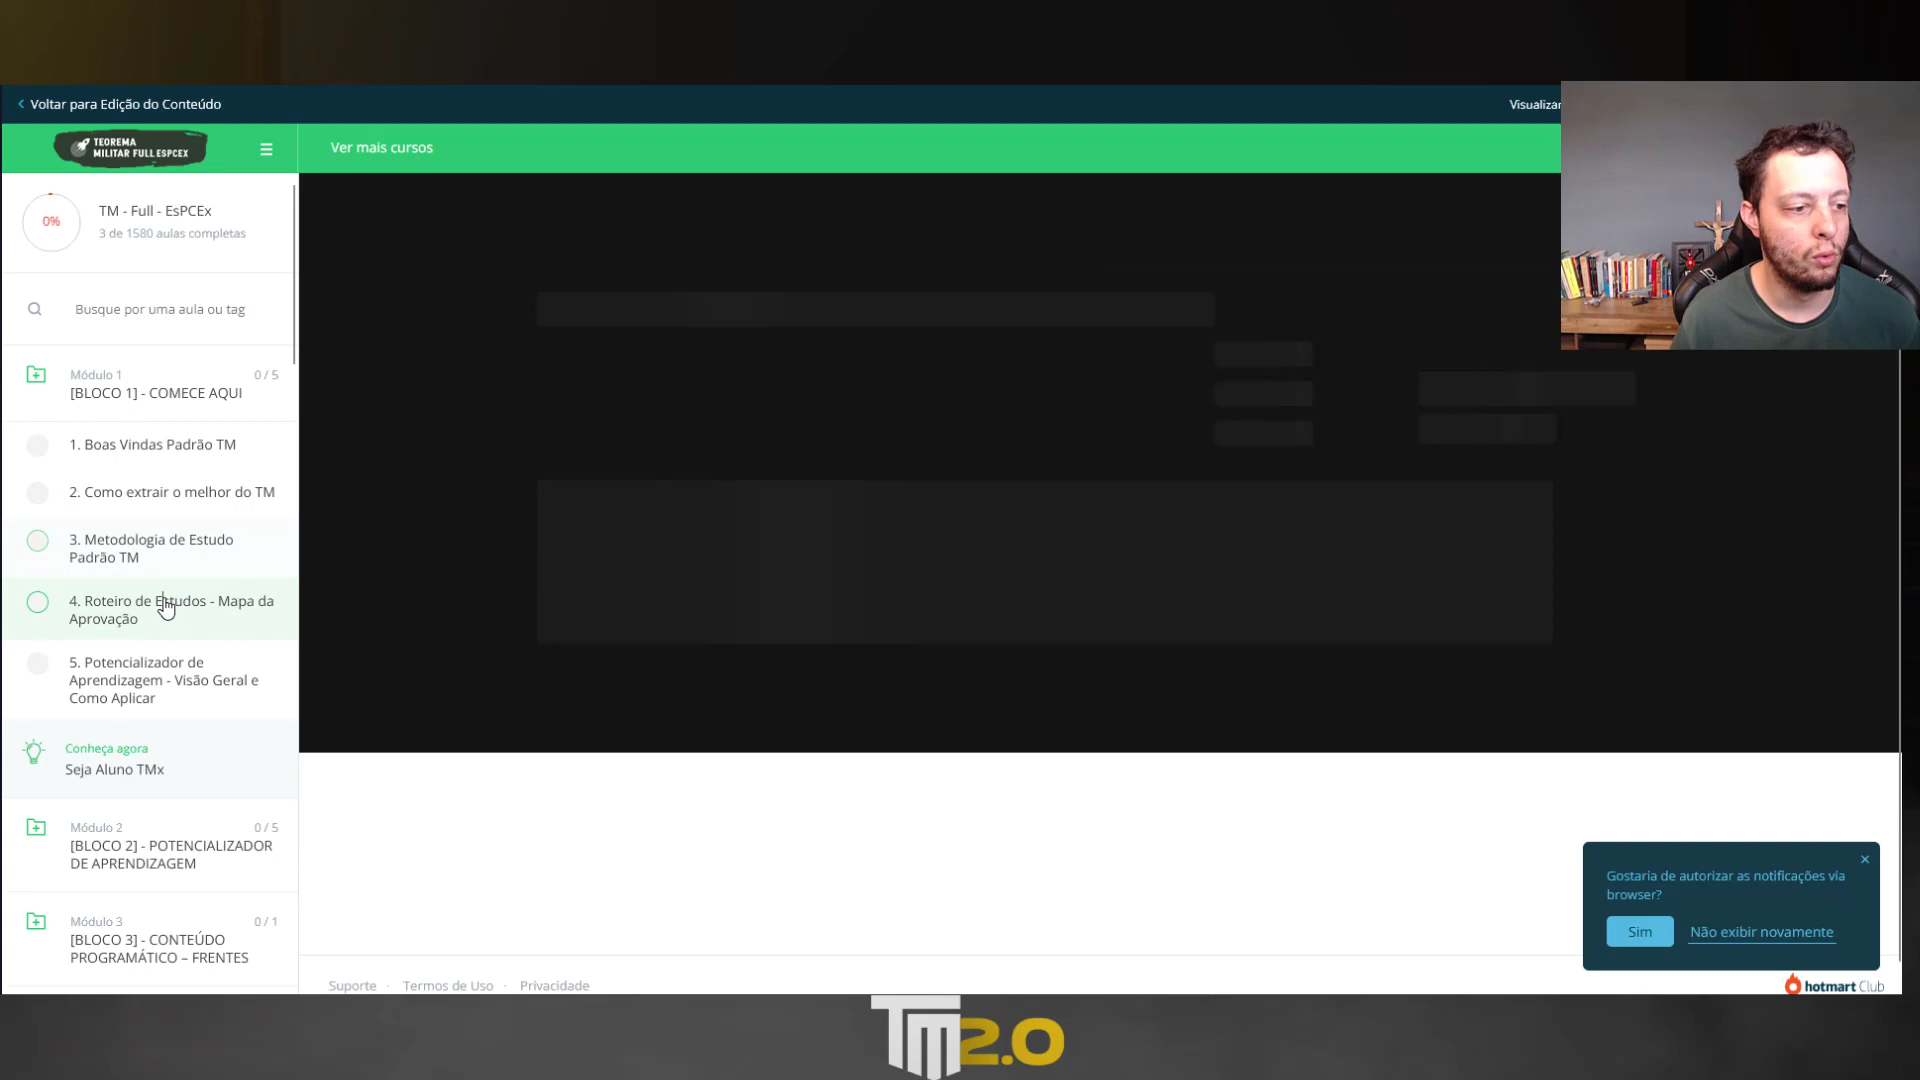 Voltar para Edição do Conteúdo
Visualizar
TEOREMA
MILITAR FULL ESPCEX
Ver mais cursos
0%
TM - Full - EsPCEx
3 de 1580 aulas completas
Busque por uma aula ou tag
Módulo 1 0 / 5
[BLOCO 1] - COMECE AQUI
1. Boas Vindas Padrão TM
2. Como extrair o melhor do TM
3. Metodologia de Estudo
Padrão TM
4. Roteiro de Estudos - Mapa da
Aprovação
5. Potencializador de
Aprendizagem - Visão Geral e
Como Aplicar
Conheça agora
Seja Aluno TMx
Módulo 2 0 / 5
[BLOCO 2] - POTENCIALIZADOR
DE APRENDIZAGEM
Módulo 3 0 / 1
[BLOCO 3] - CONTEÚDO
PROGRAMÁTICO – FRENTES
Gostaria de autorizar as notificações via
browser?
Sim Não exibir novamente
Suporte · Termos de Uso · Privacidade
hotmart Club
TM 2.0